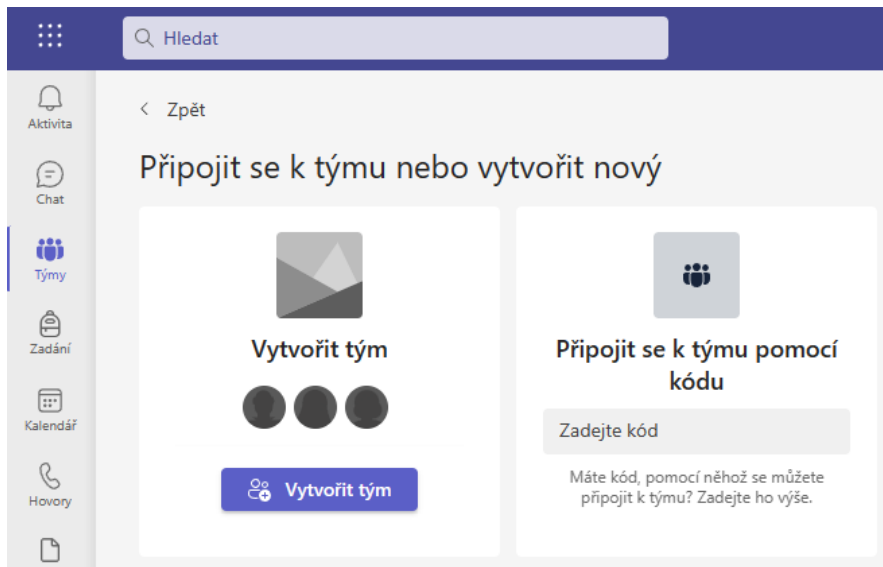 Hledat
Aktivita
Chat
Týmy
Zadání
Kalendář
Hovory
Zpět
Připojit se k týmu nebo vytvořit nový
Vytvořit tým
Vytvořit tým
Připojit se k týmu pomocí
kódu
Zadejte kód
Máte kód, pomocí něhož se můžete
připojit k týmu? Zadejte ho výše.